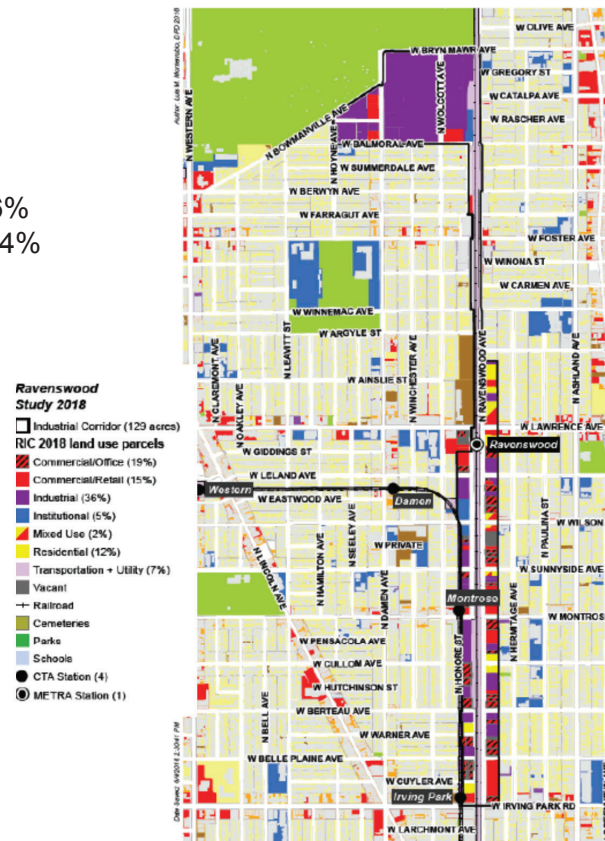 6%
4%
Ravenswood
Study 2018
Industrial Corridor (129 acres)
RIC 2018 land use parcels
Commercial/Office (19%)
Commercial/Retail (15%)
Industrial (36%)
Institutional (5%)
Mixed Use (2%)
Residential (12%)
Transportation + Utility (7%)
Vacant
Railroad
Cemeteries
Parks
Schools
CTA Station (4)
METRA Station (1)
W OLIVE AVE
W BRYN MAWR AVE
W GREGORY ST
N WOLCOTT AVE
W CATALPA AVE
W RASCHER AVE
N WESTERN AVE
N BOWMANVILLE AVE
N HOYNE AVE
W BALMORAL AVE
W SUMMERDALE AVE
W BERWYN AVE
W FARRAGUT AVE
W FOSTER AVE
W WINONA ST
W CARMEN AVE
W WINNEMAC AVE
W ARGYLE ST
N CLAREMONT AVE
N OAKLEY AVE
N LEAVITT ST
N WINCHESTER AVE
N RAVENSWOOD AVE
N ASHLAND AVE
W AINSLIE ST
W LAWRENCE AVE
Ravenswood
W GIDDINGS ST
W LELAND AVE
Western
W EASTWOOD AVE
Damen
W WILSON
N PAULINA ST
N LINCOLN AVE
N HAMILTON AVE
N SEELEY AVE
N DAMEN AVE
W PRIVATE
W SUNNYSIDE AVE
Montrose
W MONTROS
N HERMITAGE AVE
N HONORE ST
W PENSACOLA AVE
W CULLOM AVE
W HUTCHINSON ST
W BERTEAU AVE
N BELL AVE
W WARNER AVE
W BELLE PLAINE AVE
W CUYLER AVE
Irving Park
W IRVING PARK RD
W LARCHMONT AVE